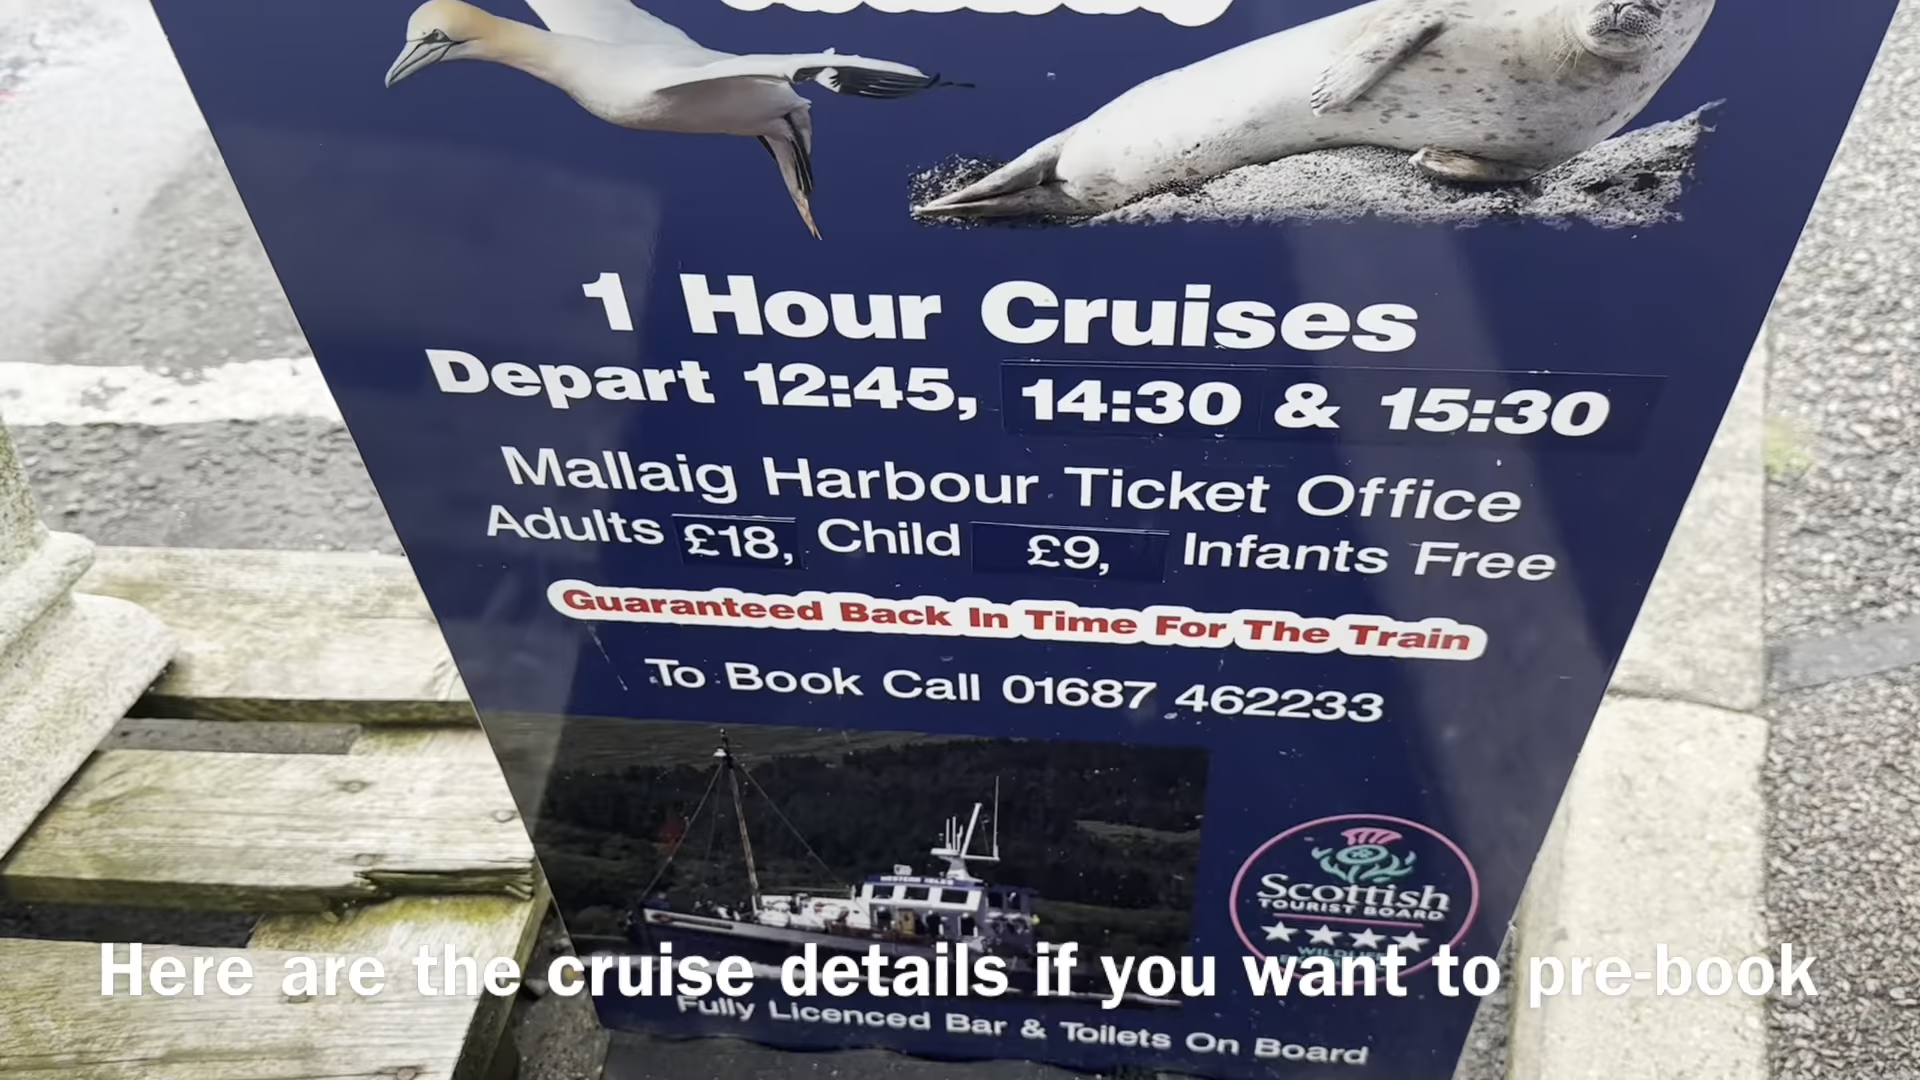 1 Hour Cruises
Depart 12:45, 14:30 & 15:30
Mallaig Harbour Ticket Office
Adults £18, Child £9, Infants Free
Guaranteed Back In Time For The Train
To Book Call 01687 462233
WESTERN ISLES
Scottish
TOURIST BOARD
Here are the cruise details if you want to pre-book
Fully Licenced Bar & Toilets On Board